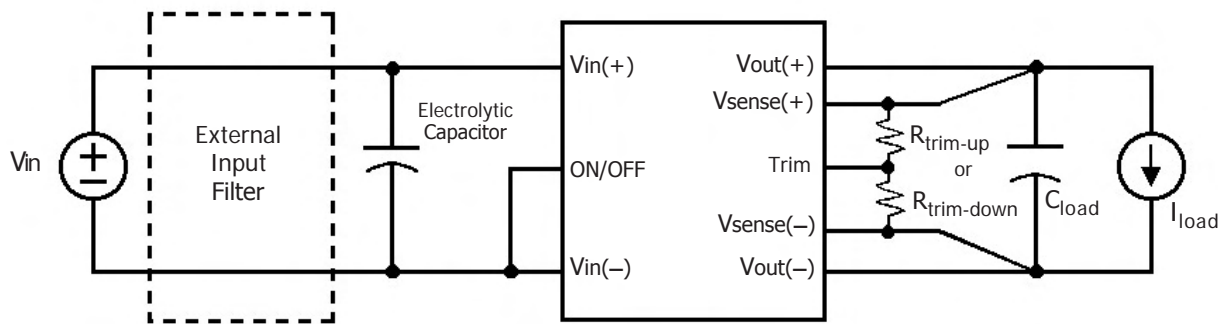 Vin
External
Input
Filter
Electrolytic
Capacitor
Vin(+)
ON/OFF
Vin(−)
Vout(+)
Vsense(+)
Trim
Vsense(−)
Vout(−)
Rtrim-up
or
Rtrim-down
Cload
Iload